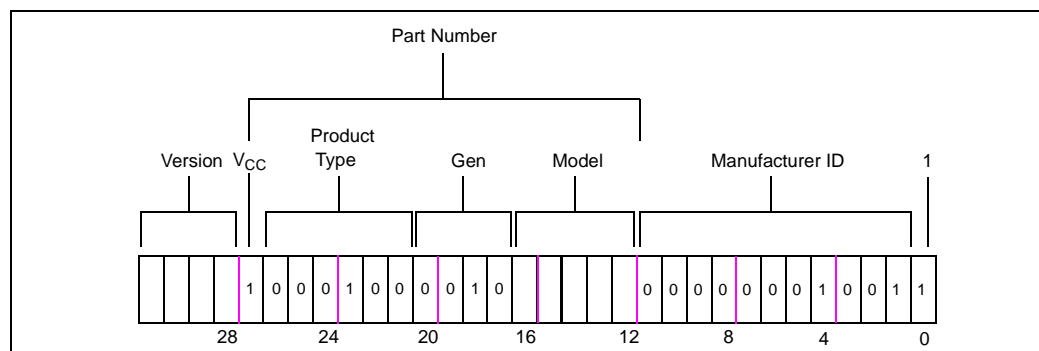 Part Number
Product
Version VCC Type Gen Model Manufacturer ID 1
1 0 0 0 1 0 0 0 0 1 0 0 0 0 0 0 0 0 1 0 0 1 1
28 24 20 16 12 8 4 0